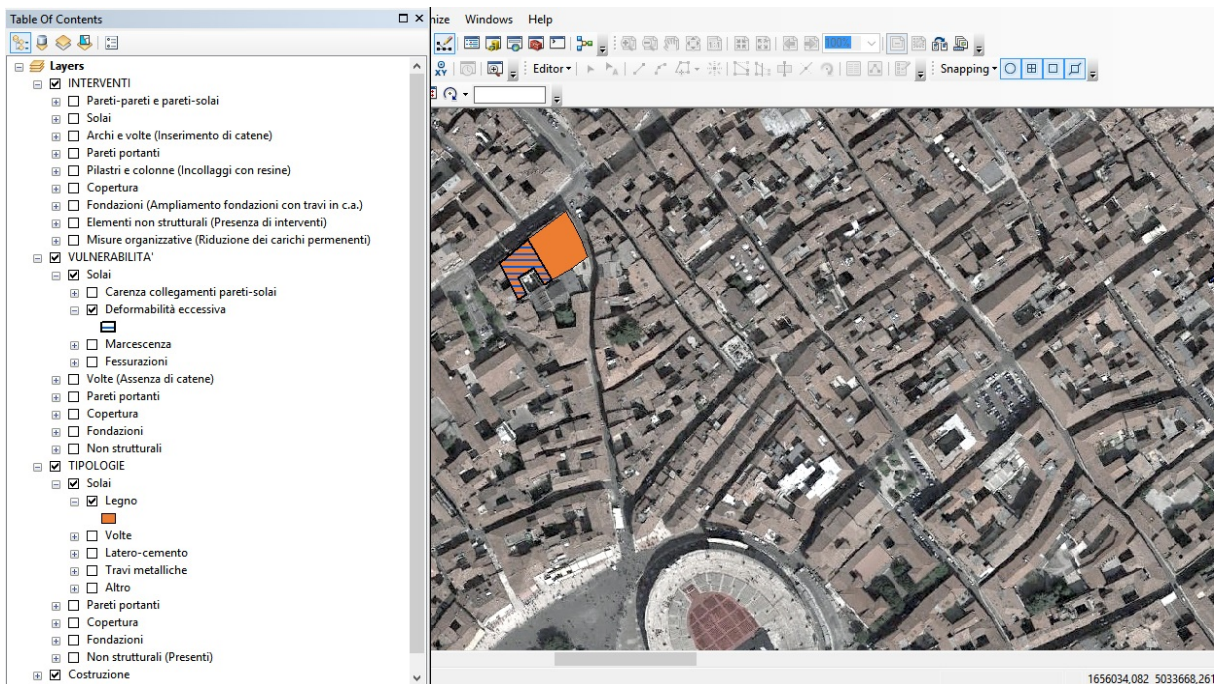 Table Of Contents
nize Windows Help
100%
Editor
Snapping
Layers
INTERVENTI
Pareti-pareti e pareti-solai
Solai
Archi e volte (Inserimento di catene)
Pareti portanti
Pilastri e colonne (Incollaggi con resine)
Copertura
Fondazioni (Ampliamento fondazioni con travi in c.a.)
Elementi non strutturali (Presenza di interventi)
Misure organizzative (Riduzione dei carichi permenenti)
VULNERABILITA'
Solai
Carenza collegamenti pareti-solai
Deformabilità eccessiva
Marcescenza
Fessurazioni
Volte (Assenza di catene)
Pareti portanti
Copertura
Fondazioni
Non strutturali
TIPOLOGIE
Solai
Legno
Volte
Latero-cemento
Travi metalliche
Altro
Pareti portanti
Copertura
Fondazioni
Non strutturali (Presenti)
Costruzione
1656034,082 5033668,261